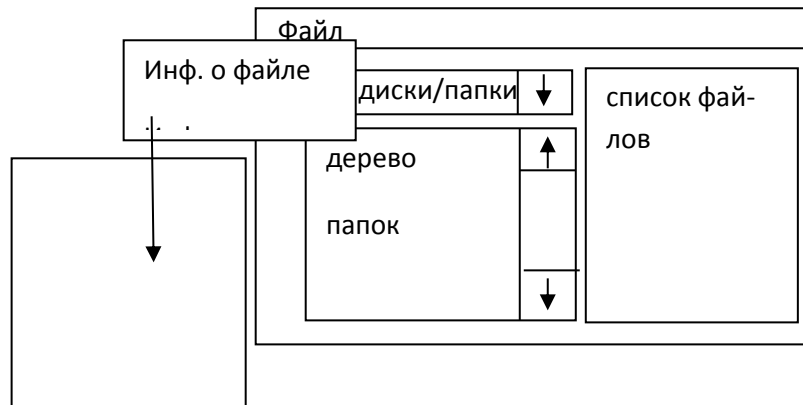 Файл
Инф. о файле
диски/папки
список фай-
лов
дерево
папок